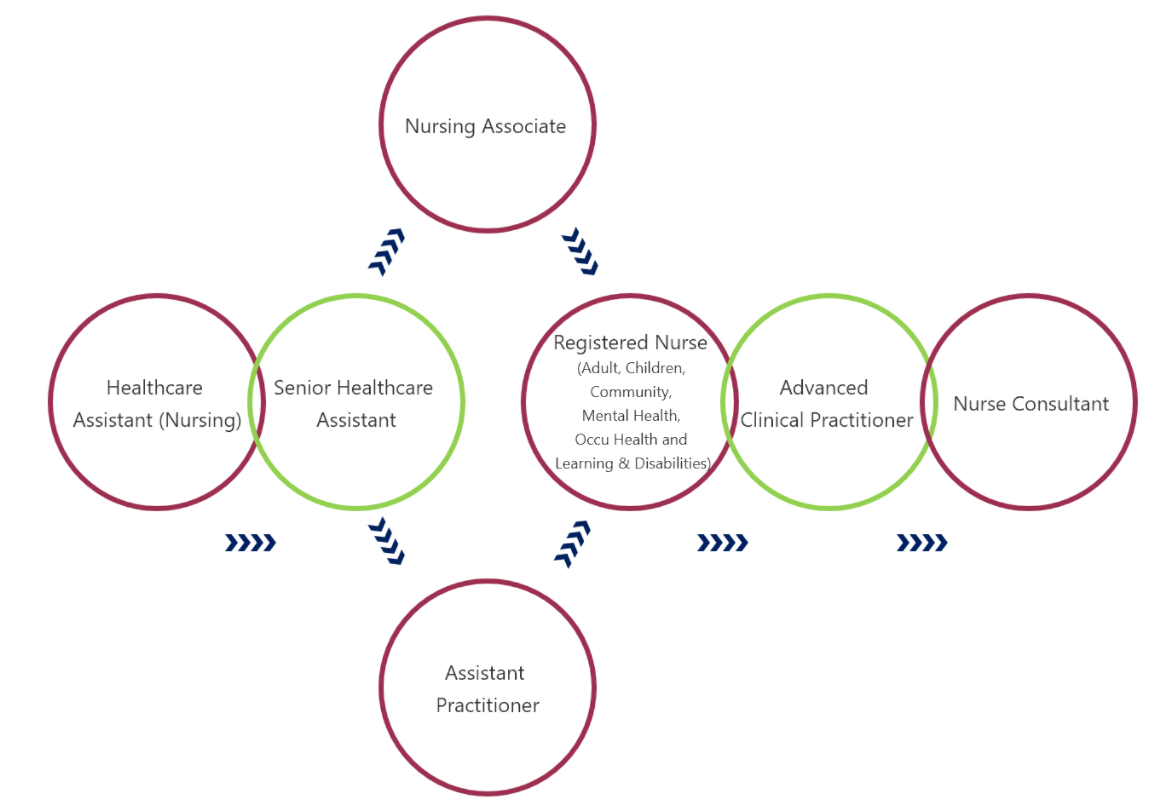 Nursing Associate
Healthcare
Assistant (Nursing)
Senior Healthcare
Assistant
Registered Nurse
(Adult, Children,
Community,
Mental Health,
Occu Health and
Learning & Disabilities)
Advanced
Clinical Practitioner
Nurse Consultant
Assistant
Practitioner